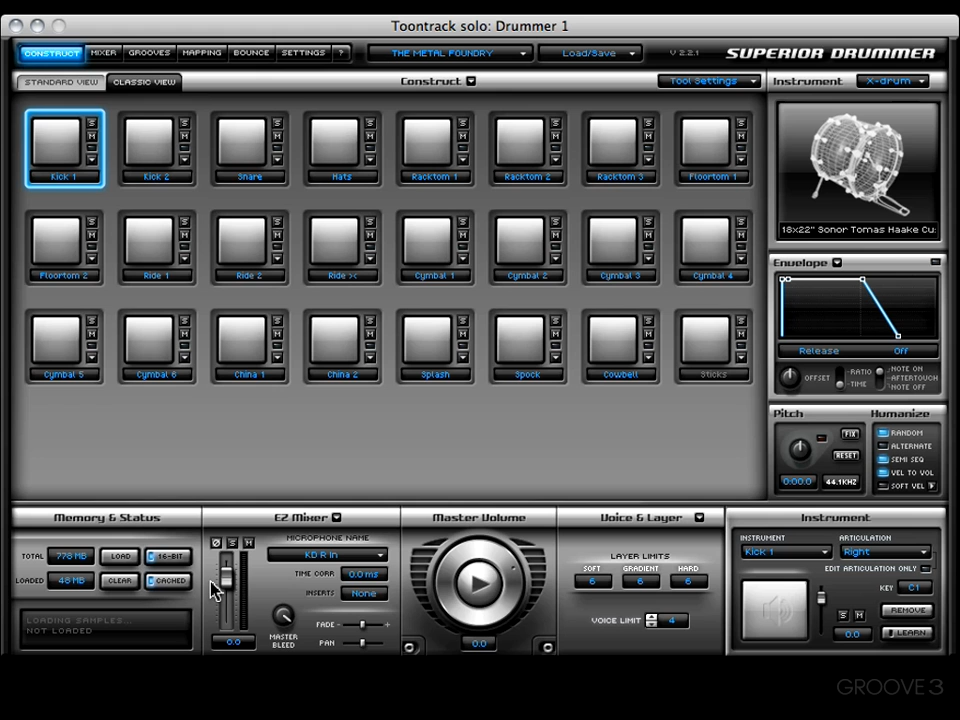 Toontrack solo: Drummer 1
CONSTRUCT MIXER GROOVES MAPPING BOUNCE SETTINGS ? THE METAL FOUNDRY Load/Save V 2.2.1 SUPERIOR DRUMMER
STANDARD VIEW CLASSIC VIEW Construct Tool Settings Instrument X-drum
S S S S S S S S
M M M M M M M M
Kick 1 Kick 2 Snare Hats Racktom 1 Racktom 2 Racktom 3 Floortom 1
18x22" Sonor Tomas Haake Cu
S S S S S S S S
M M M M M M M M
Floortom 2 Ride 1 Ride 2 Ride >< Cymbal 1 Cymbal 2 Cymbal 3 Cymbal 4
Envelope
S S S S S S S S
M M M M M M M M
Cymbal 5 Cymbal 6 China 1 China 2 Splash Spock Cowbell Sticks
Release Off
OFFSET RATIO TIME NOTE ON AFTERTOUCH NOTE OFF
Pitch Humanize
FIX RANDOM
ALTERNATE
RESET SEMI SEQ
VEL TO VOL
0:00.0 44.1KHZ SOFT VEL
Memory & Status EZ Mixer Master Volume Voice & Layer Instrument
TOTAL 778 MB LOAD 16-BIT
LOADED 48 MB CLEAR CACHED
LOADING SAMPLES...
NOT LOADED
Ø S M MICROPHONE NAME
KD R In
TIME CORR 0.0 ms
INSERTS None
FADE - +
MASTER BLEED PAN
0.0
0.0
LAYER LIMITS
SOFT GRADIENT HARD
6 6 6
VOICE LIMIT 4
INSTRUMENT ARTICULATION
Kick 1 Right
EDIT ARTICULATION ONLY
KEY C1
S M REMOVE
0.0 LEARN
GROOVE3